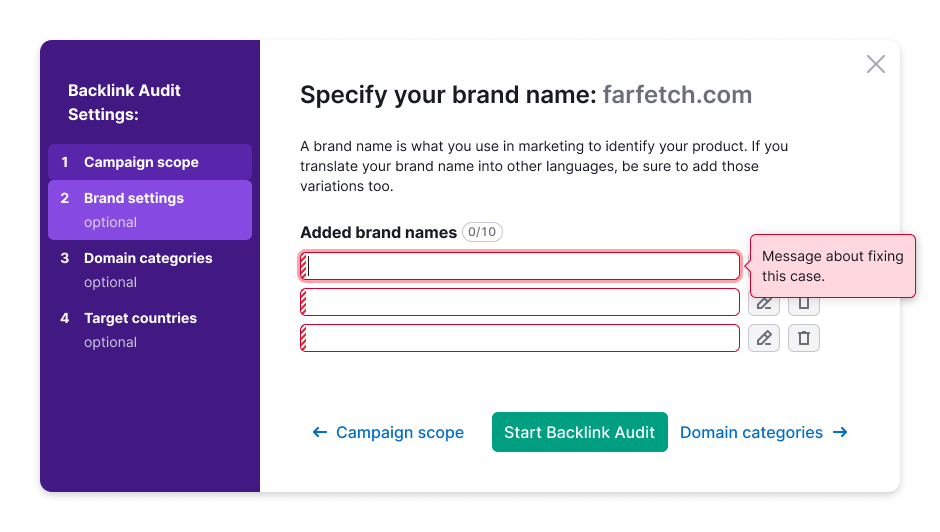 Backlink Audit
Settings:
1 Campaign scope
2 Brand settings
optional
3 Domain categories
optional
4 Target countries
optional
Specify your brand name: farfetch.com
A brand name is what you use in marketing to identify your product. If you
translate your brand name into other languages, be sure to add those
variations too.
Added brand names 0/10
Message about fixing
this case.
← Campaign scope
Start Backlink Audit
Domain categories →